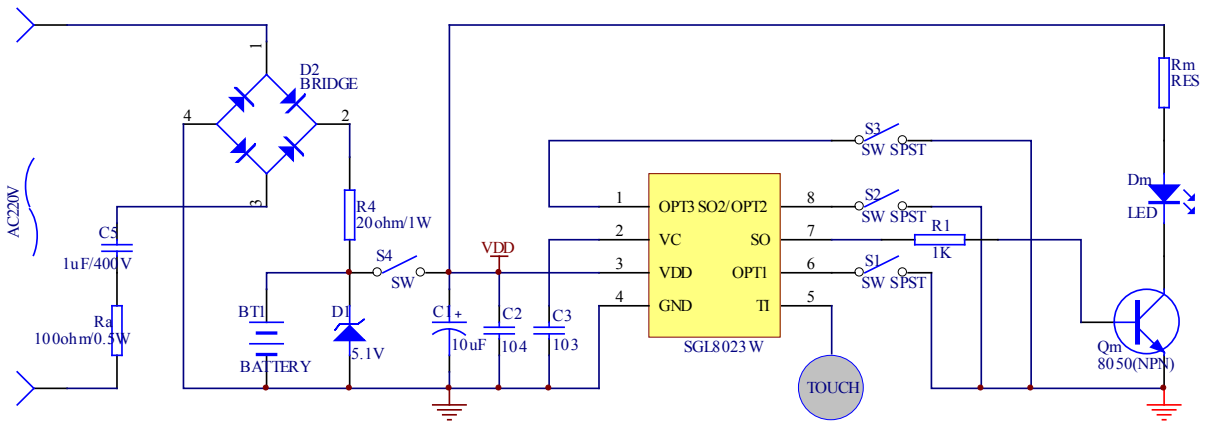 1
D2
BRIDGE
4
2
3
AC220V
C5
1uF/400V
Ra
100ohm/0.5W
R4
20ohm/1W
S4
SW
VDD
BT1
BATTERY
D1
5.1V
C1
+
10uF
C2
104
C3
103
1
2
3
4
OPT3 SO2/OPT2
VC
SO
VDD
OPT1
GND
TI
8
7
6
5
SGL8023W
TOUCH
S3
SW SPST
S2
SW SPST
R1
1K
S1
SW SPST
Rm
RES
Dm
LED
Qm
8050(NPN)